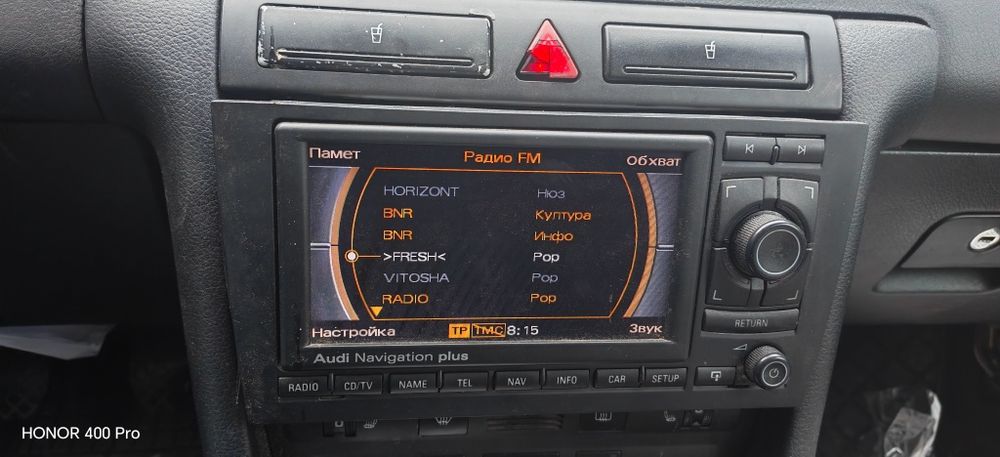 Памет Радио FM Обхват
HORIZONT Нюз
BNR Култура
BNR Инфо
>FRESH< Pop
VITOSHA Pop
RADIO Pop
Настройка TP TMC 8:15 Звук
Audi Navigation plus
RADIO CD/TV NAME TEL NAV INFO CAR SETUP
RETURN
HONOR 400 Pro